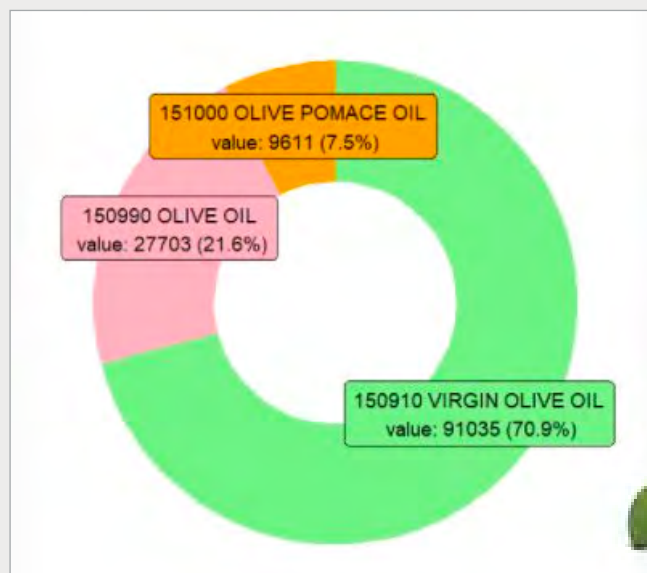 151000 OLIVE POMACE OIL
value: 9611 (7.5%)
150990 OLIVE OIL
value: 27703 (21.6%)
150910 VIRGIN OLIVE OIL
value: 91035 (70.9%)